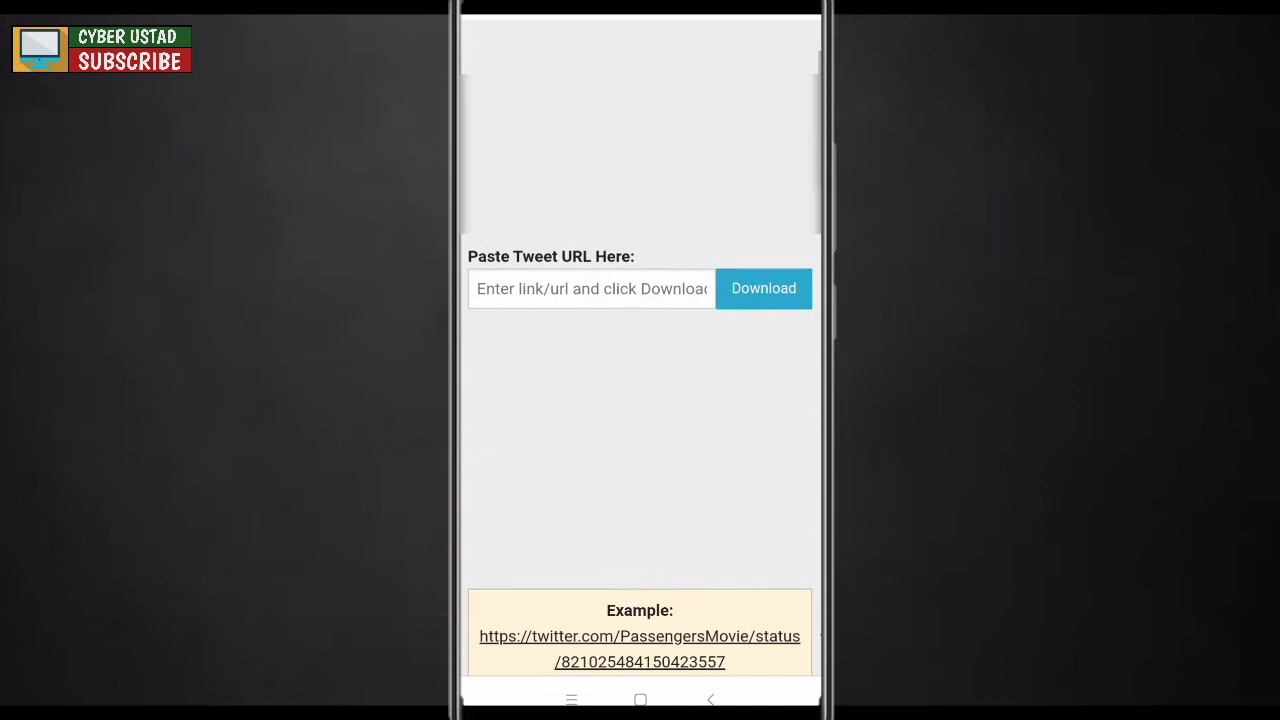 CYBER USTAD
SUBSCRIBE
Paste Tweet URL Here:
Enter link/url and click Download
Download
Example:
https://twitter.com/PassengersMovie/status
/821025484150423557